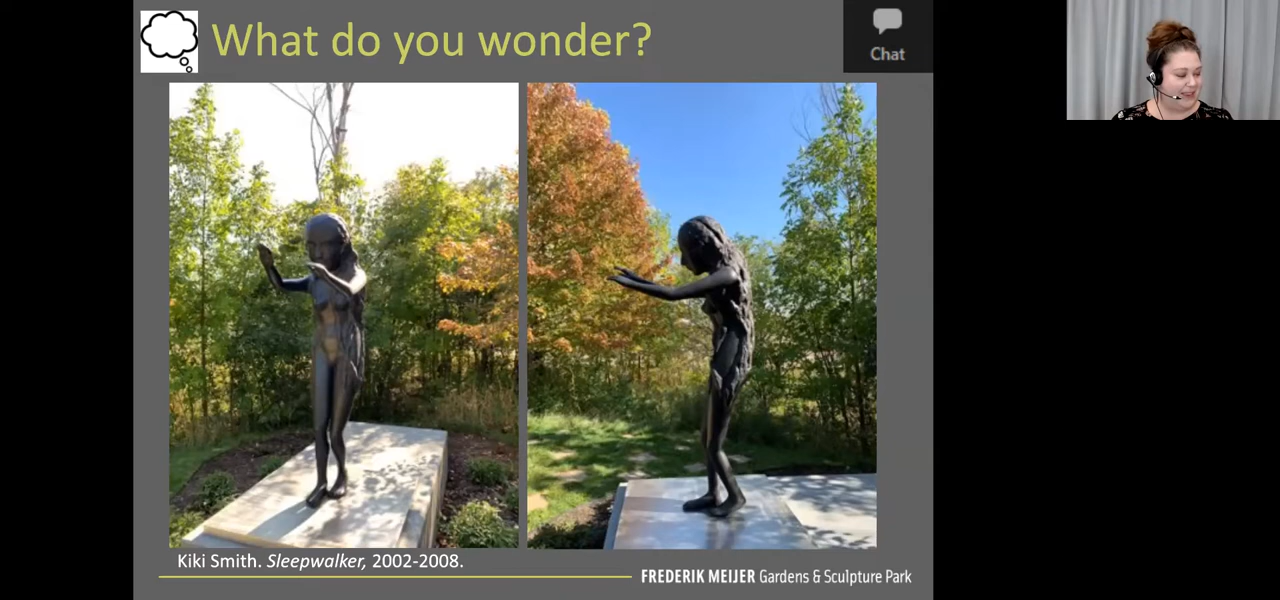 What do you wonder?
Chat
Kiki Smith. Sleepwalker, 2002-2008.
FREDERIK MEIJER Gardens & Sculpture Park